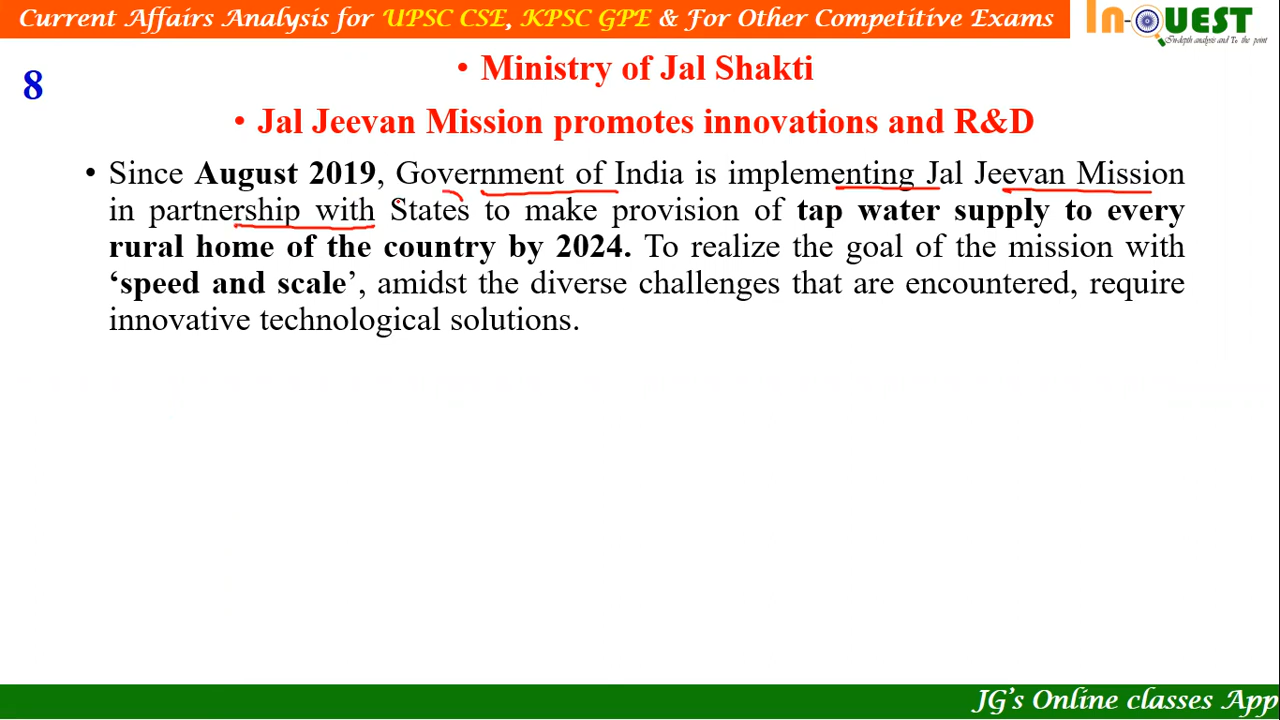 Current Affairs Analysis for UPSC CSE, KPSC GPE & For Other Competitive Exams
In-QUEST
In-depth analysis and To the point
8
• Ministry of Jal Shakti
• Jal Jeevan Mission promotes innovations and R&D
• Since August 2019, Government of India is implementing Jal Jeevan Mission
in partnership with States to make provision of tap water supply to every
rural home of the country by 2024. To realize the goal of the mission with
‘speed and scale’, amidst the diverse challenges that are encountered, require
innovative technological solutions.
JG's Online classes App